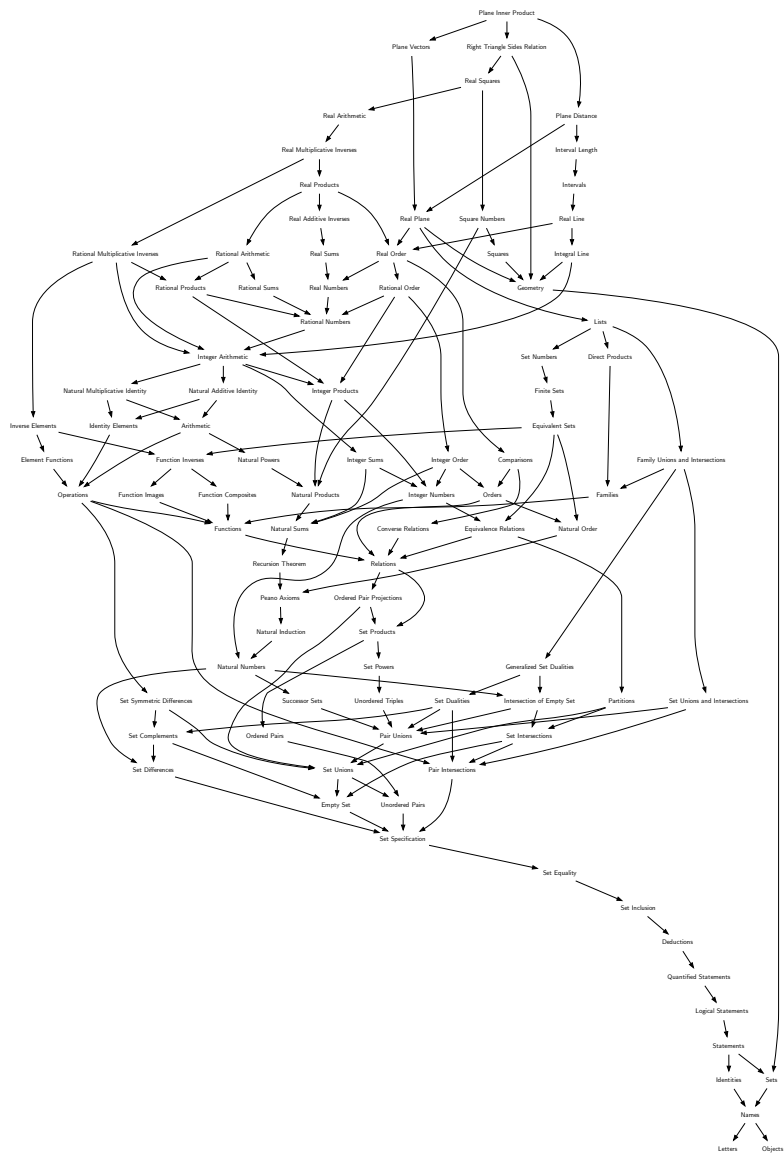 Plane Inner Product
Plane Vectors Right Triangle Sides Relation
Real Squares
Real Arithmetic Plane Distance
Real Multiplicative Inverses Interval Length
Real Products Intervals
Real Additive Inverses Real Plane Square Numbers Real Line
Rational Multiplicative Inverses Rational Arithmetic Real Sums Real Order Squares Integral Line
Rational Products Rational Sums Real Numbers Rational Order Geometry
Rational Numbers Lists
Integer Arithmetic Set Numbers Direct Products
Natural Multiplicative Identity Natural Additive Identity Integer Products Finite Sets
Inverse Elements Identity Elements Arithmetic Equivalent Sets
Element Functions Function Inverses Natural Powers Integer Sums Integer Order Comparisons Family Unions and Intersections
Operations Function Images Function Composites Natural Products Integer Numbers Orders Families
Functions Natural Sums Converse Relations Equivalence Relations Natural Order
Recursion Theorem Relations
Peano Axioms Ordered Pair Projections
Natural Induction Set Products
Natural Numbers Set Powers Generalized Set Dualities
Set Symmetric Differences Successor Sets Unordered Triples Set Dualities Intersection of Empty Set Partitions Set Unions and Intersections
Set Complements Ordered Pairs Pair Unions Set Intersections
Set Differences Set Unions Pair Intersections
Empty Set Unordered Pairs
Set Specification
Set Equality
Set Inclusion
Deductions
Quantified Statements
Logical Statements
Statements
Identities Sets
Names
Letters Objects